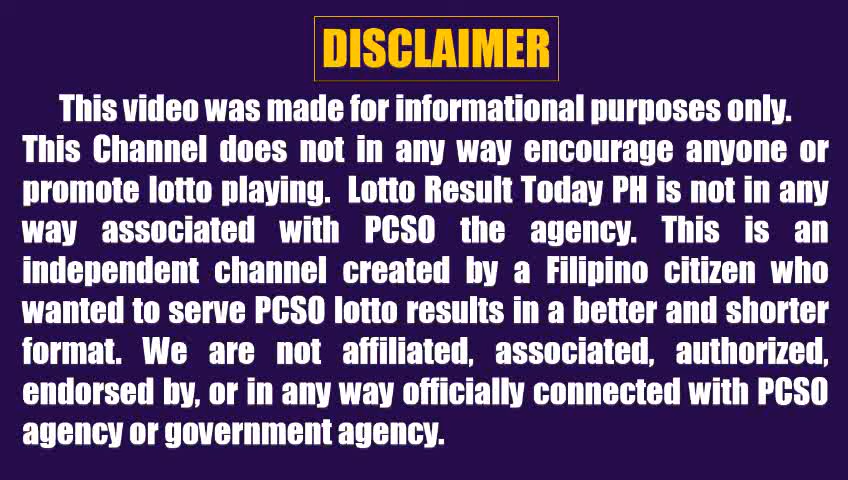 DISCLAIMER
This video was made for informational purposes only.
This Channel does not in any way encourage anyone or
promote lotto playing. Lotto Result Today PH is not in any
way associated with PCSO the agency. This is an
independent channel created by a Filipino citizen who
wanted to serve PCSO lotto results in a better and shorter
format. We are not affiliated, associated, authorized,
endorsed by, or in any way officially connected with PCSO
agency or government agency.